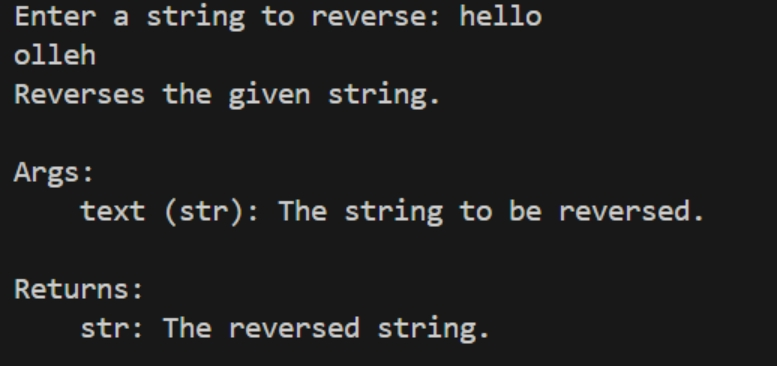 Enter a string to reverse: hello
olleh
Reverses the given string.

Args:
    text (str): The string to be reversed.

Returns:
    str: The reversed string.